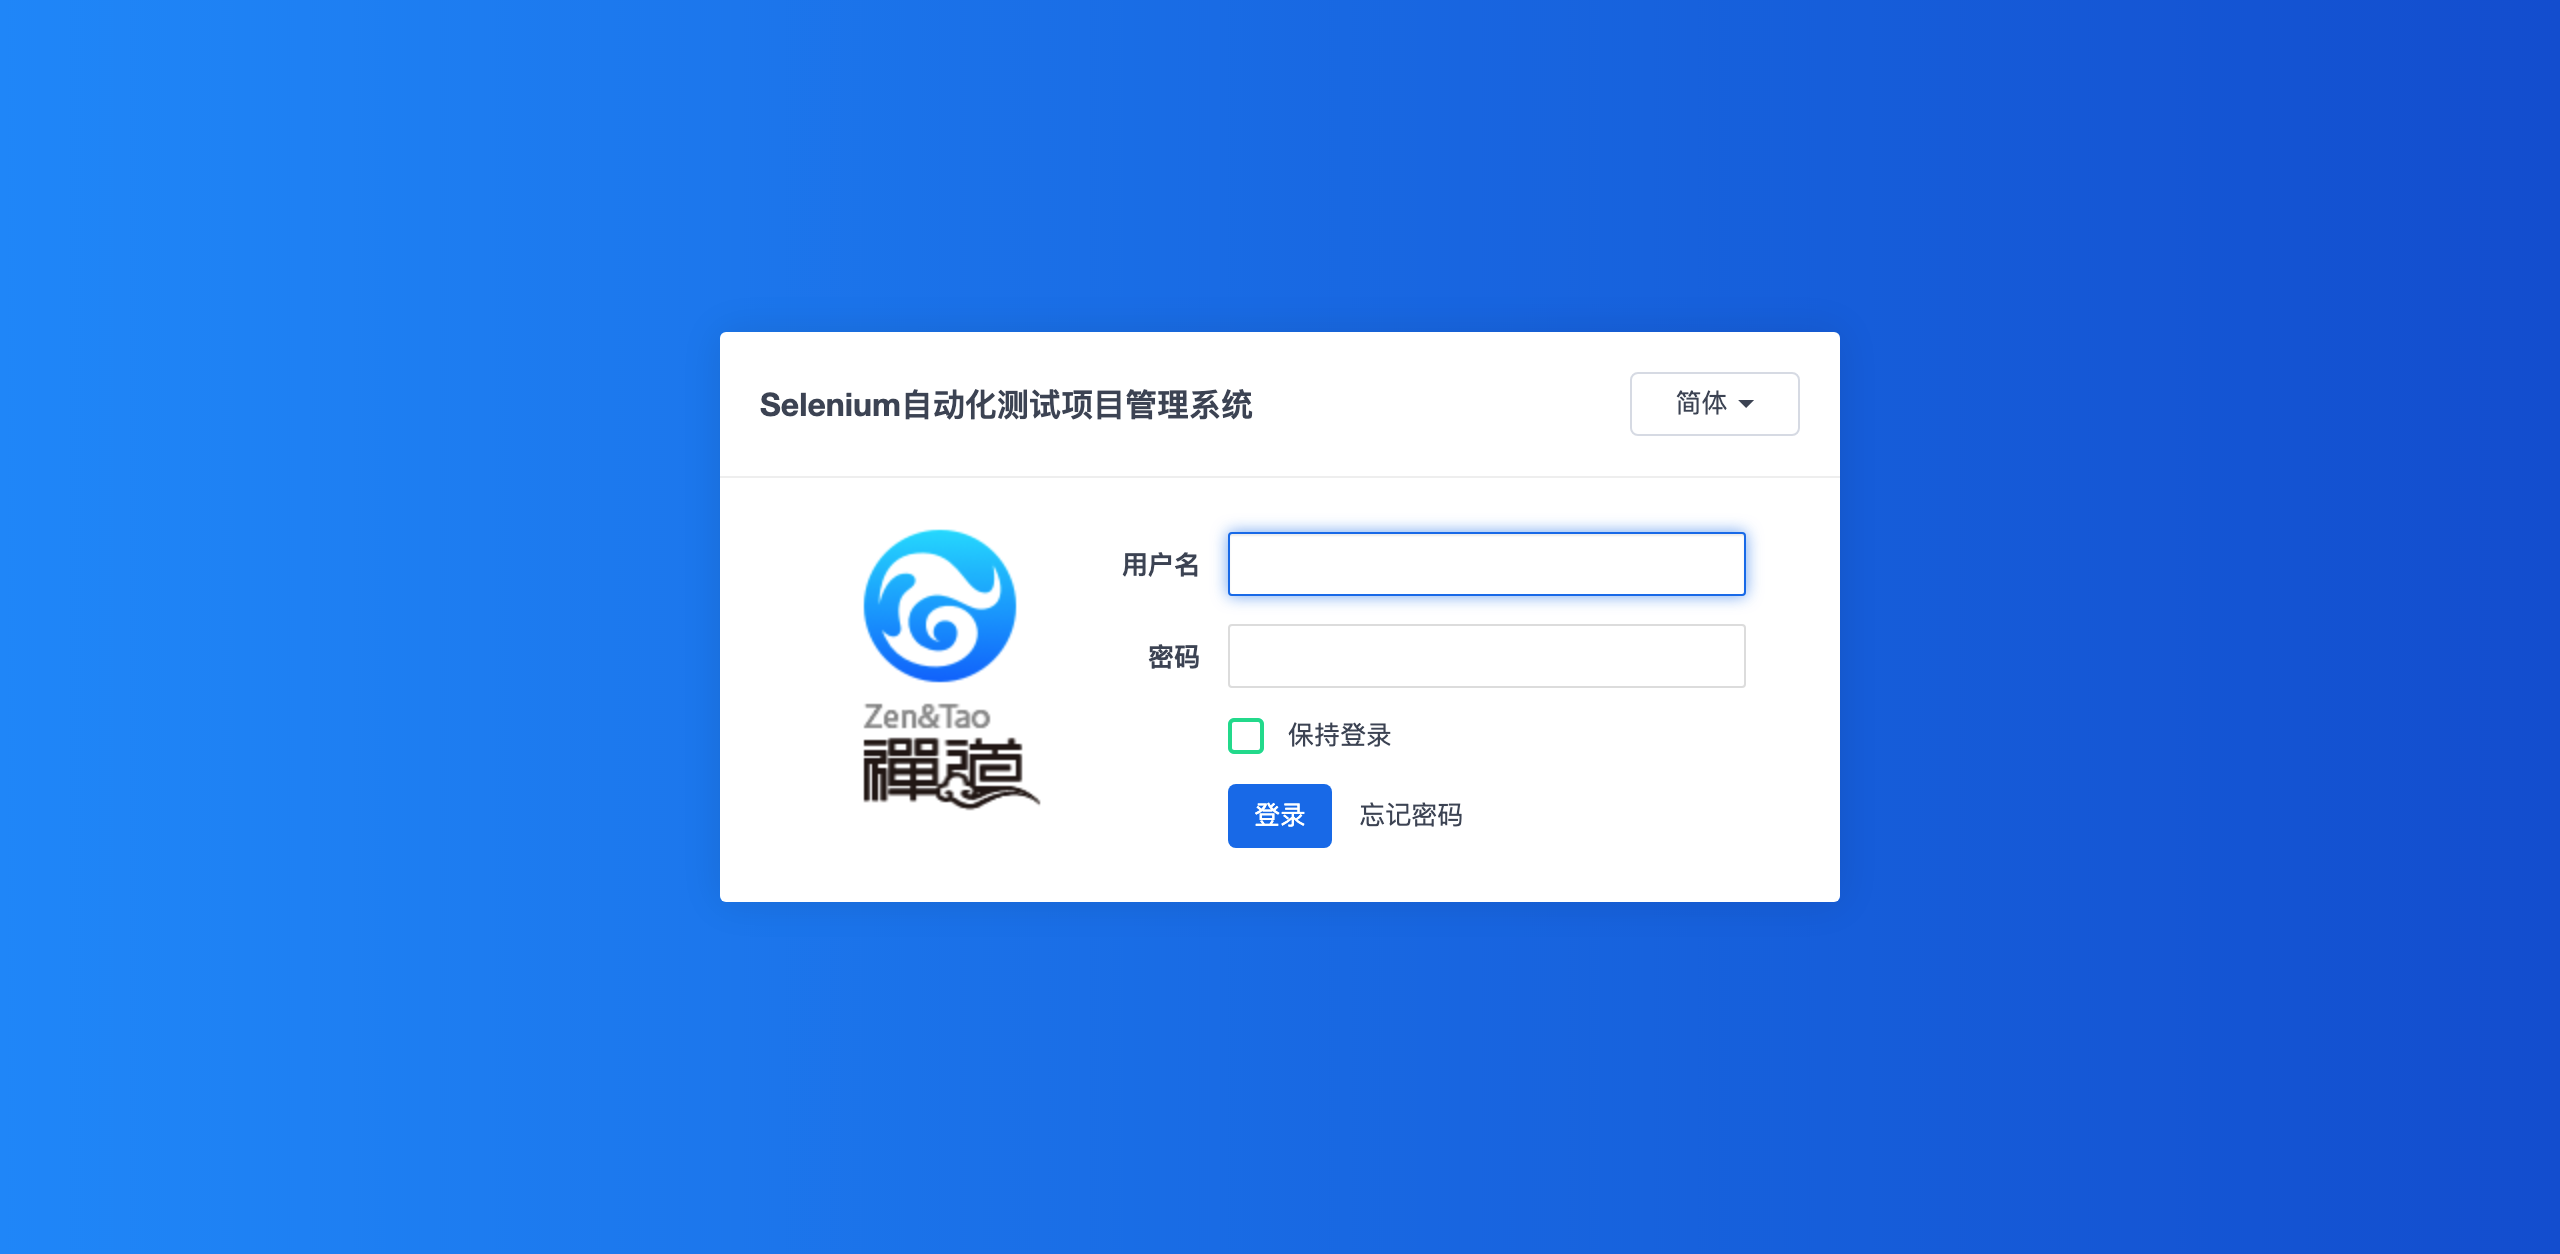 Selenium自动化测试项目管理系统
简体
用户名
密码
Zen&Tao
禪道
保持登录
登录
忘记密码